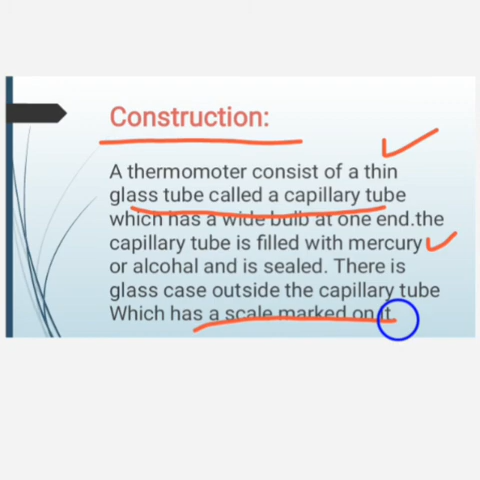 Construction:
A thermomoter consist of a thin
glass tube called a capillary tube
which has a wide bulb at one end.the
capillary tube is filled with mercury
or alcohal and is sealed. There is
glass case outside the capillary tube
Which has a scale marked on it.